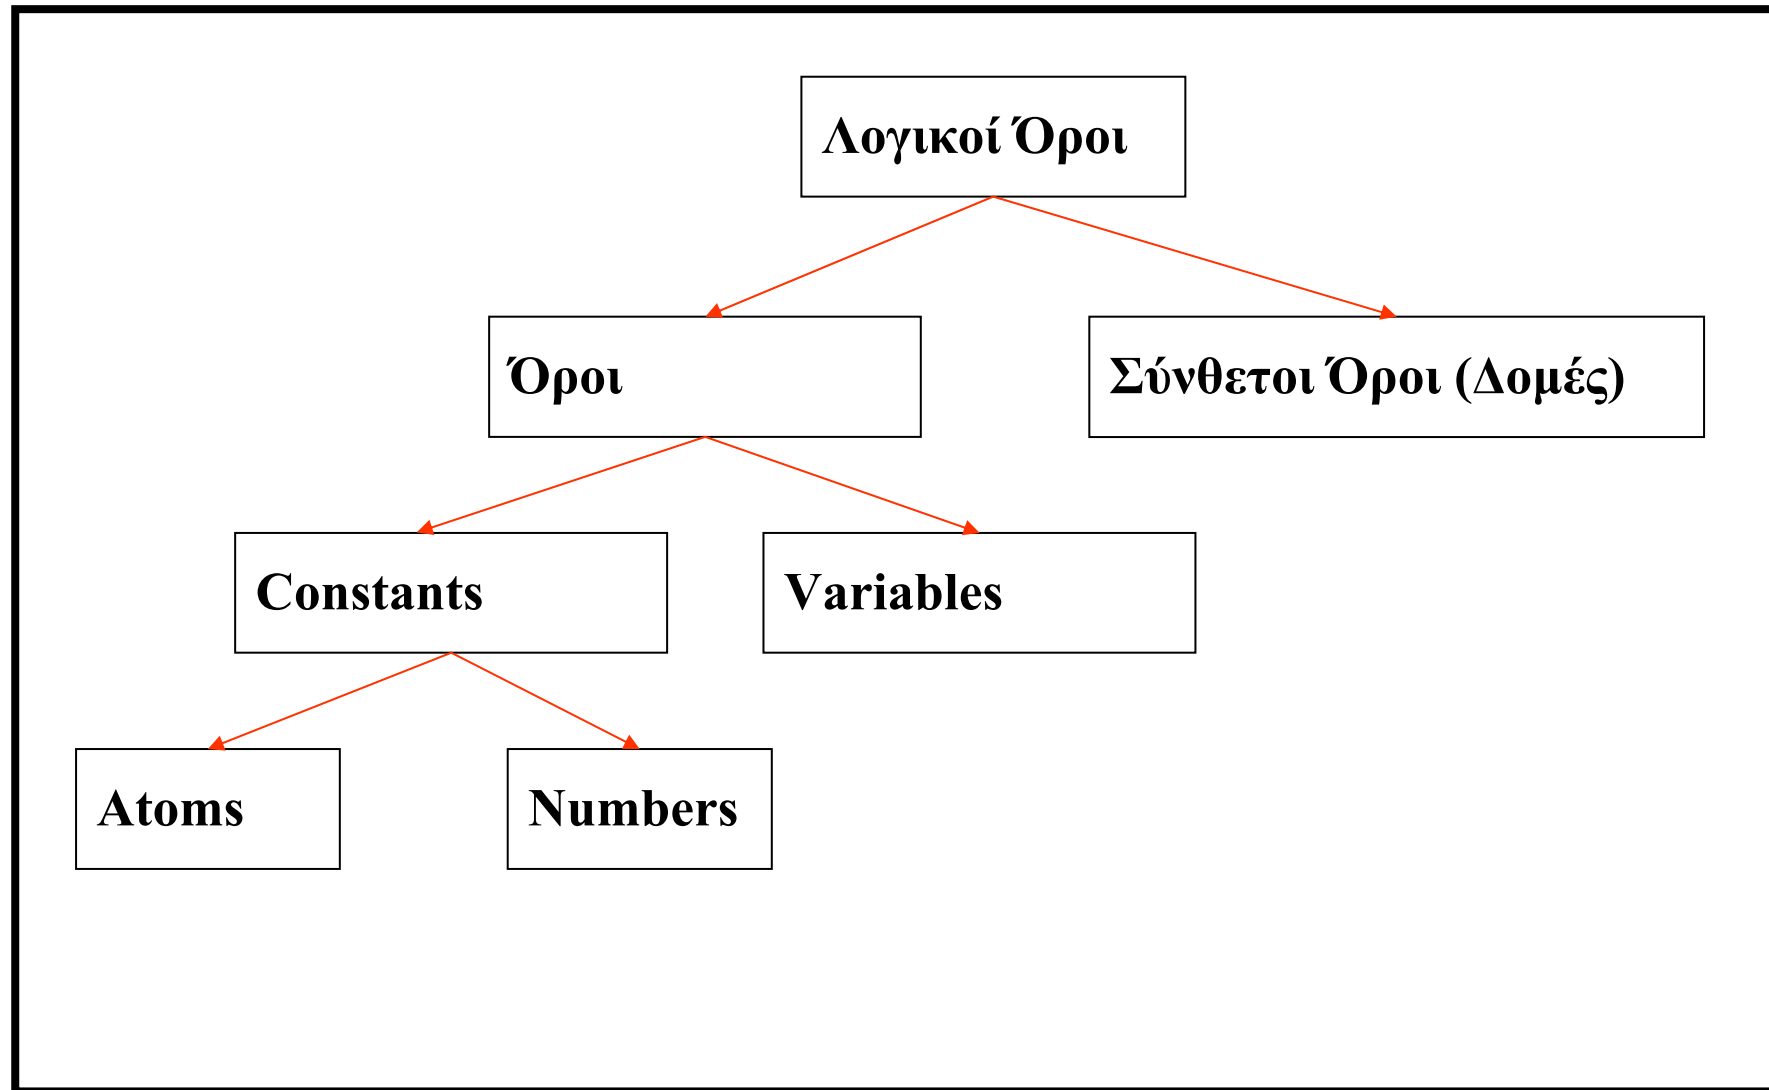 Λογικοί Όροι
Όροι
Σύνθετοι Όροι (Δομές)
Constants
Variables
Atoms
Numbers